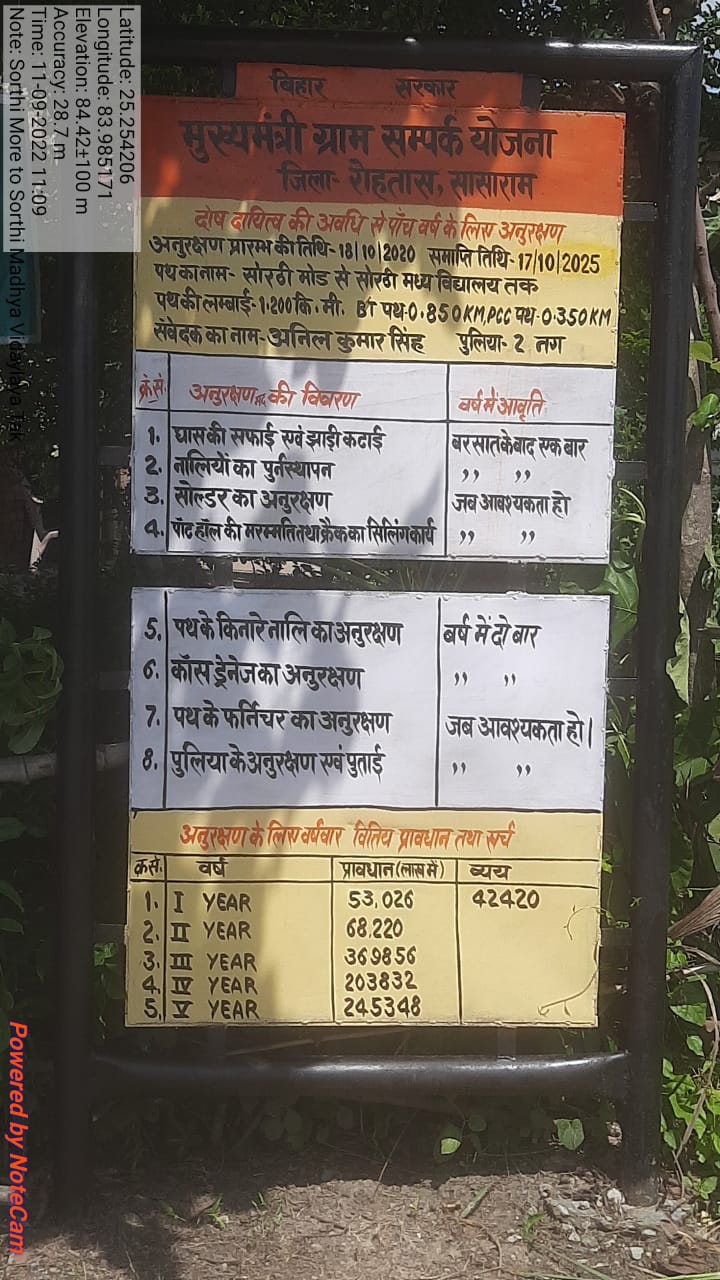 Latitude: 25.254206
Longitude: 83.985171
Elevation: 84.42±100 m
Accuracy: 28.7 m
Time: 11-09-2022 11:09
Note: Sorthi More to Sorthi Madhya Vidaylaya Tak
बिहार सरकार
मुख्यमंत्री ग्राम सम्पर्क योजना
जिला- रोहतास, सासाराम
दोष दायित्व की अवधि से पाँच वर्ष के लिए अनुरक्षण
अनुरक्षण प्रारम्भ की तिथि- 18/10/2020 समाप्ति तिथि- 17/10/2025
पथ का नाम- सोरठी मोड से सोरठी मध्य विद्यालय तक
पथ की लम्बाई- 1.200 कि. मी. BT पथ-0.850KM, PCC पथ-0.350KM
संवेदक का नाम- अनिल कुमार सिंह पुलिया- 2 नग
क्र.सं. अनुरक्षण मद की विवरण वर्ष में आवृति
1. घास की सफाई एवं झाड़ी कटाई बरसात के बाद एक बार
2. नालियों का पुर्नस्थापन ,, ,,
3. सोल्डर का अनुरक्षण जब आवश्यकता हो
4. पॉट हॉल की मरम्मति तथा क्रैक का सिलिंग कार्य ,, ,,
5. पथ के किनारे नालि का अनुरक्षण वर्ष में दो बार
6. कॉस ड्रेनेज का अनुरक्षण ,, ,,
7. पथ के फर्निचर का अनुरक्षण जब आवश्यकता हो।
8. पुलिया के अनुरक्षण एवं पुताई ,, ,,
अनुरक्षण के लिए वर्षवार वितिय प्रावधान तथा खर्च
क्र.सं. वर्ष प्रावधान (लाख में) व्यय
1. I YEAR 53,026 42420
2. II YEAR 68,220
3. III YEAR 369856
4. IV YEAR 203832
5. V YEAR 245348
Powered by NoteCam